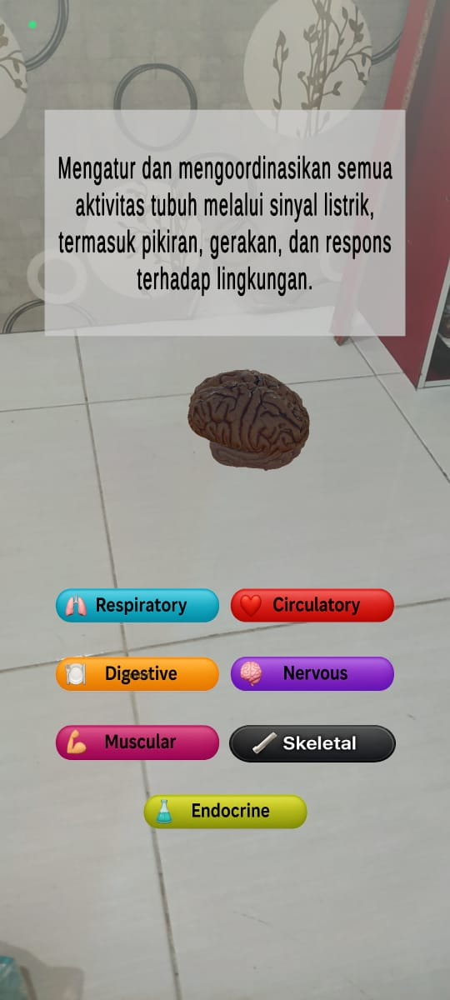 Mengatur dan mengoordinasikan semua
aktivitas tubuh melalui sinyal listrik,
termasuk pikiran, gerakan, dan respons
terhadap lingkungan.
Respiratory
Circulatory
Digestive
Nervous
Muscular
Skeletal
Endocrine